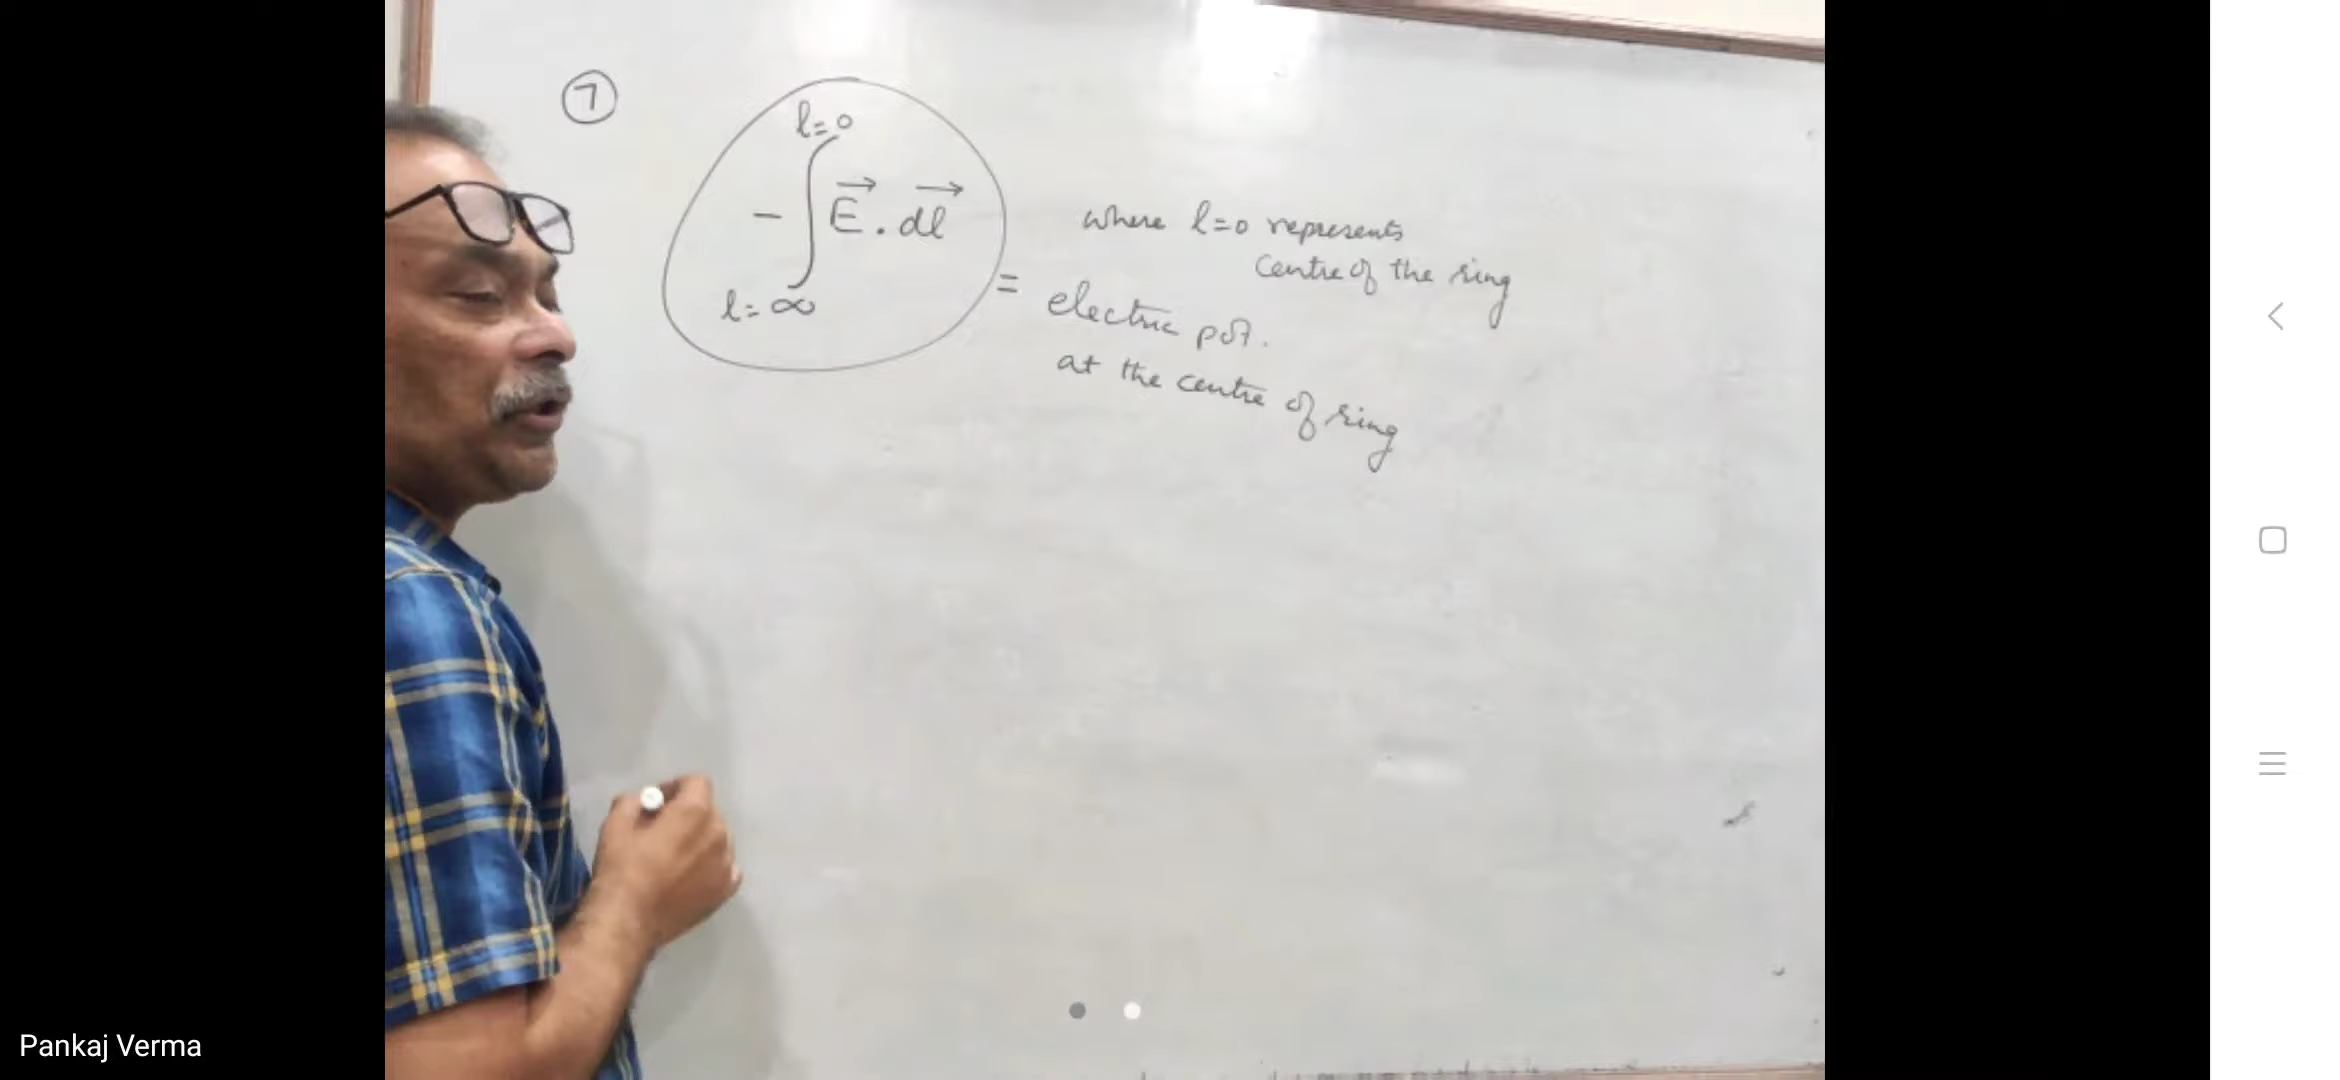 7
l=0
- ∫ E . dl
l=∞
where l=0 represents
Centre of the ring
= electric pot.
at the centre of ring
Pankaj Verma